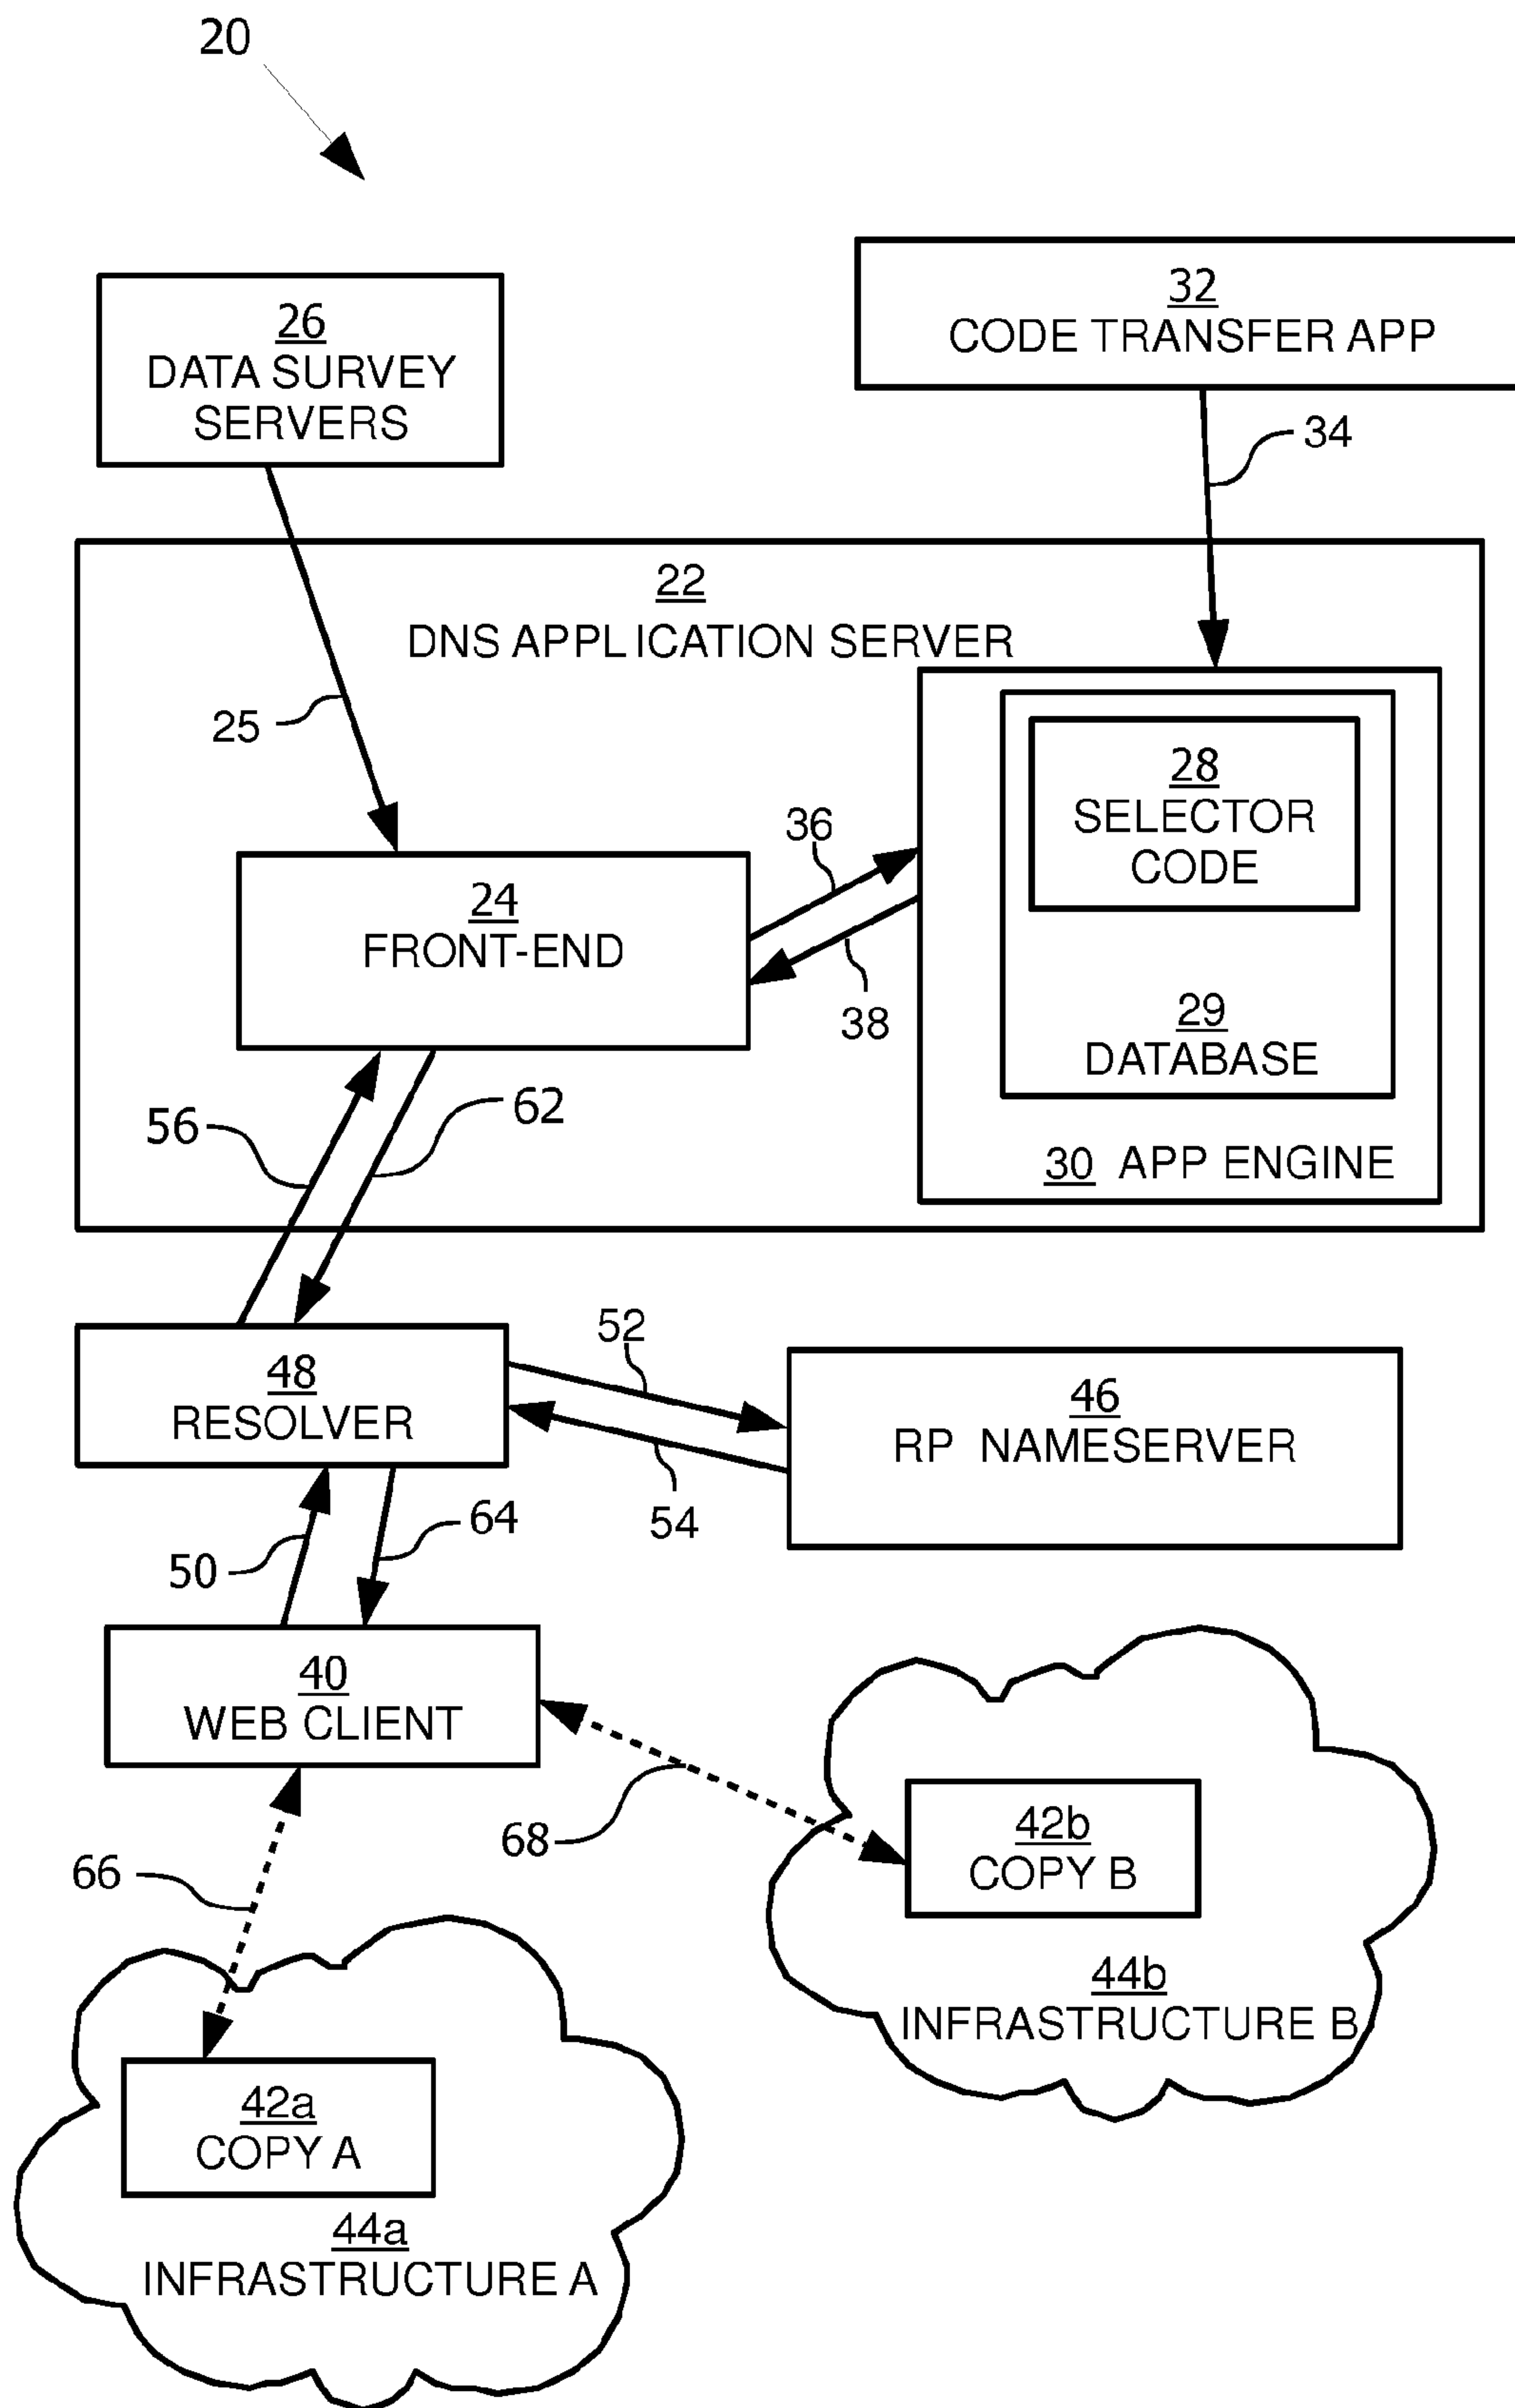 20
32
CODE TRANSFER APP
26
DATA SURVEY
SERVERS
34
22
DNS APPLICATION SERVER
25
28
SELECTOR
CODE
36
24
FRONT-END
38
29
DATABASE
56
62
30 APP ENGINE
52
48
RESOLVER
46
RP NAMESERVER
54
64
50
40
WEB CLIENT
68
42b
COPY B
66
44b
INFRASTRUCTURE B
42a
COPY A
44a
INFRASTRUCTURE A